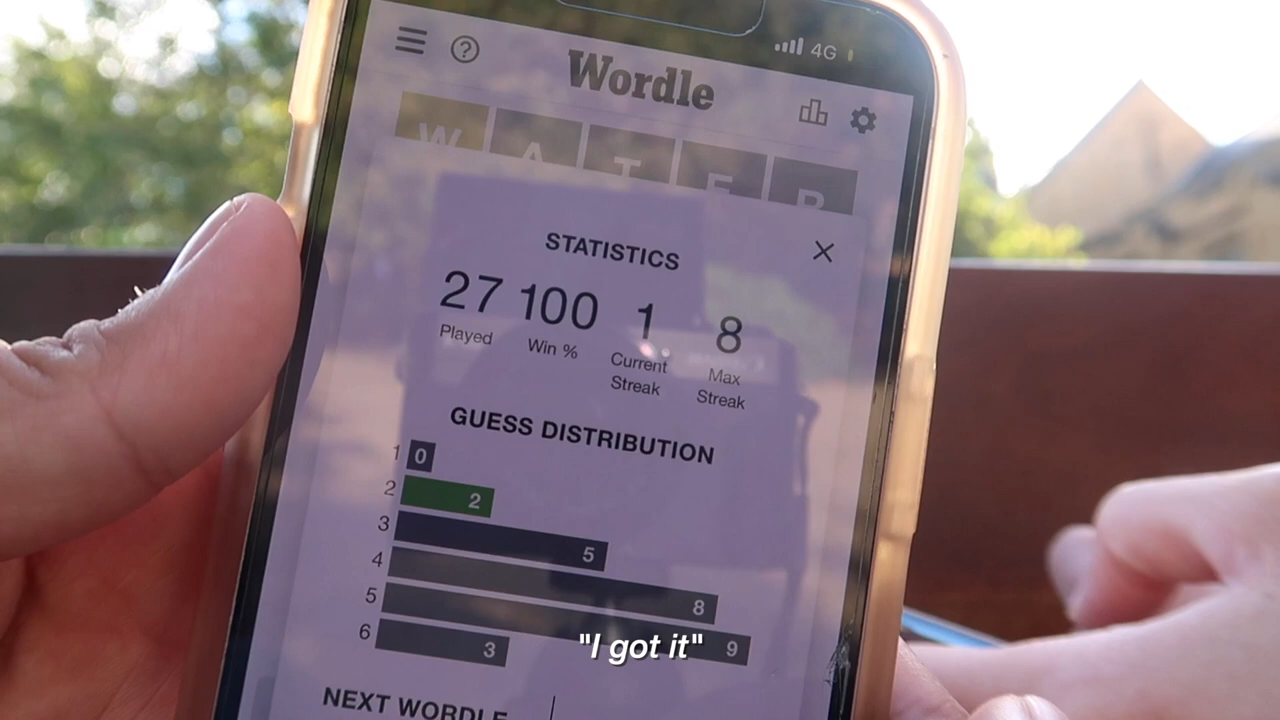 4G
Wordle
W A T E R
STATISTICS
27 100 1 8
Played Win % Current Streak Max Streak
GUESS DISTRIBUTION
1 0
2 2
3 5
4 8
5 9
6 3
"I got it"
NEXT WORDLE